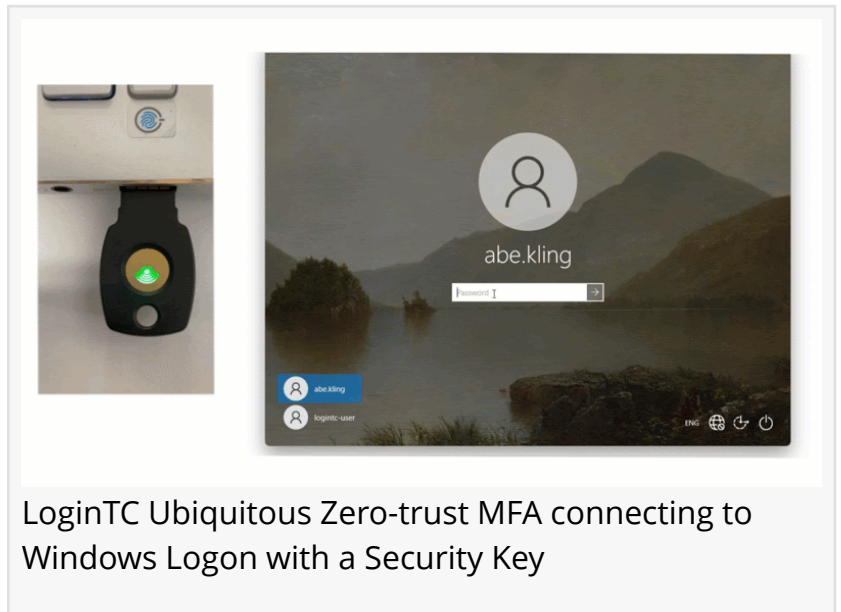 abe.kling
Password
abe.kling
logintc-user
ENG
LoginTC Ubiquitous Zero-trust MFA connecting to
Windows Logon with a Security Key